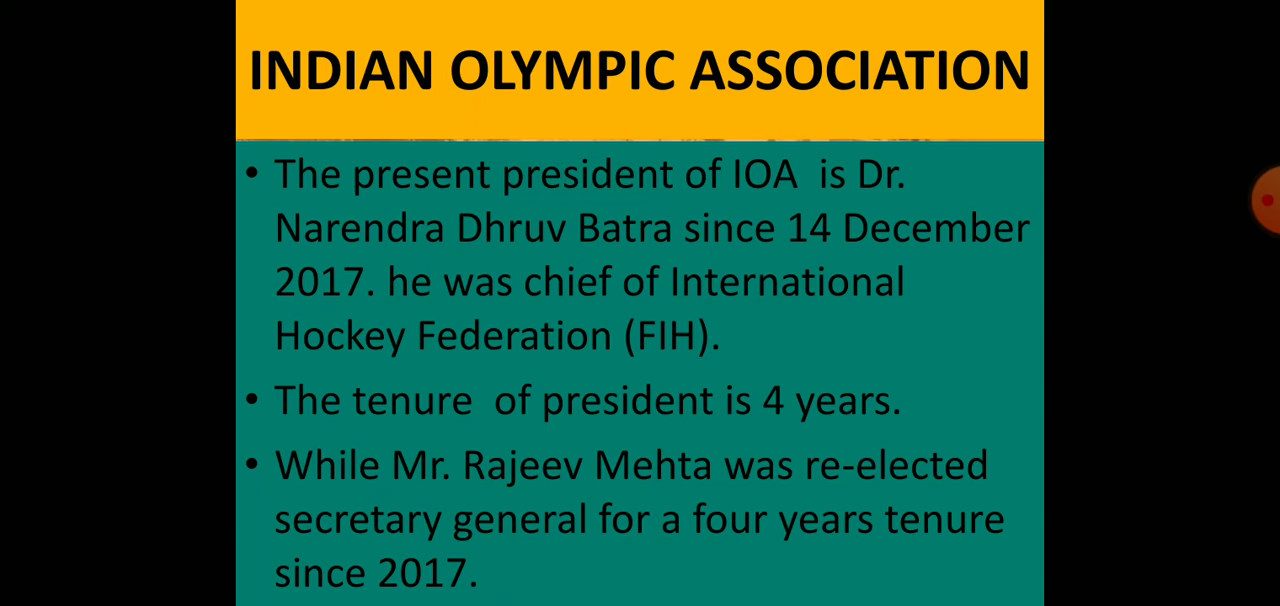 INDIAN OLYMPIC ASSOCIATION
• The present president of IOA  is Dr.
Narendra Dhruv Batra since 14 December
2017. he was chief of International
Hockey Federation (FIH).
• The tenure  of president is 4 years.
• While Mr. Rajeev Mehta was re-elected
secretary general for a four years tenure
since 2017.